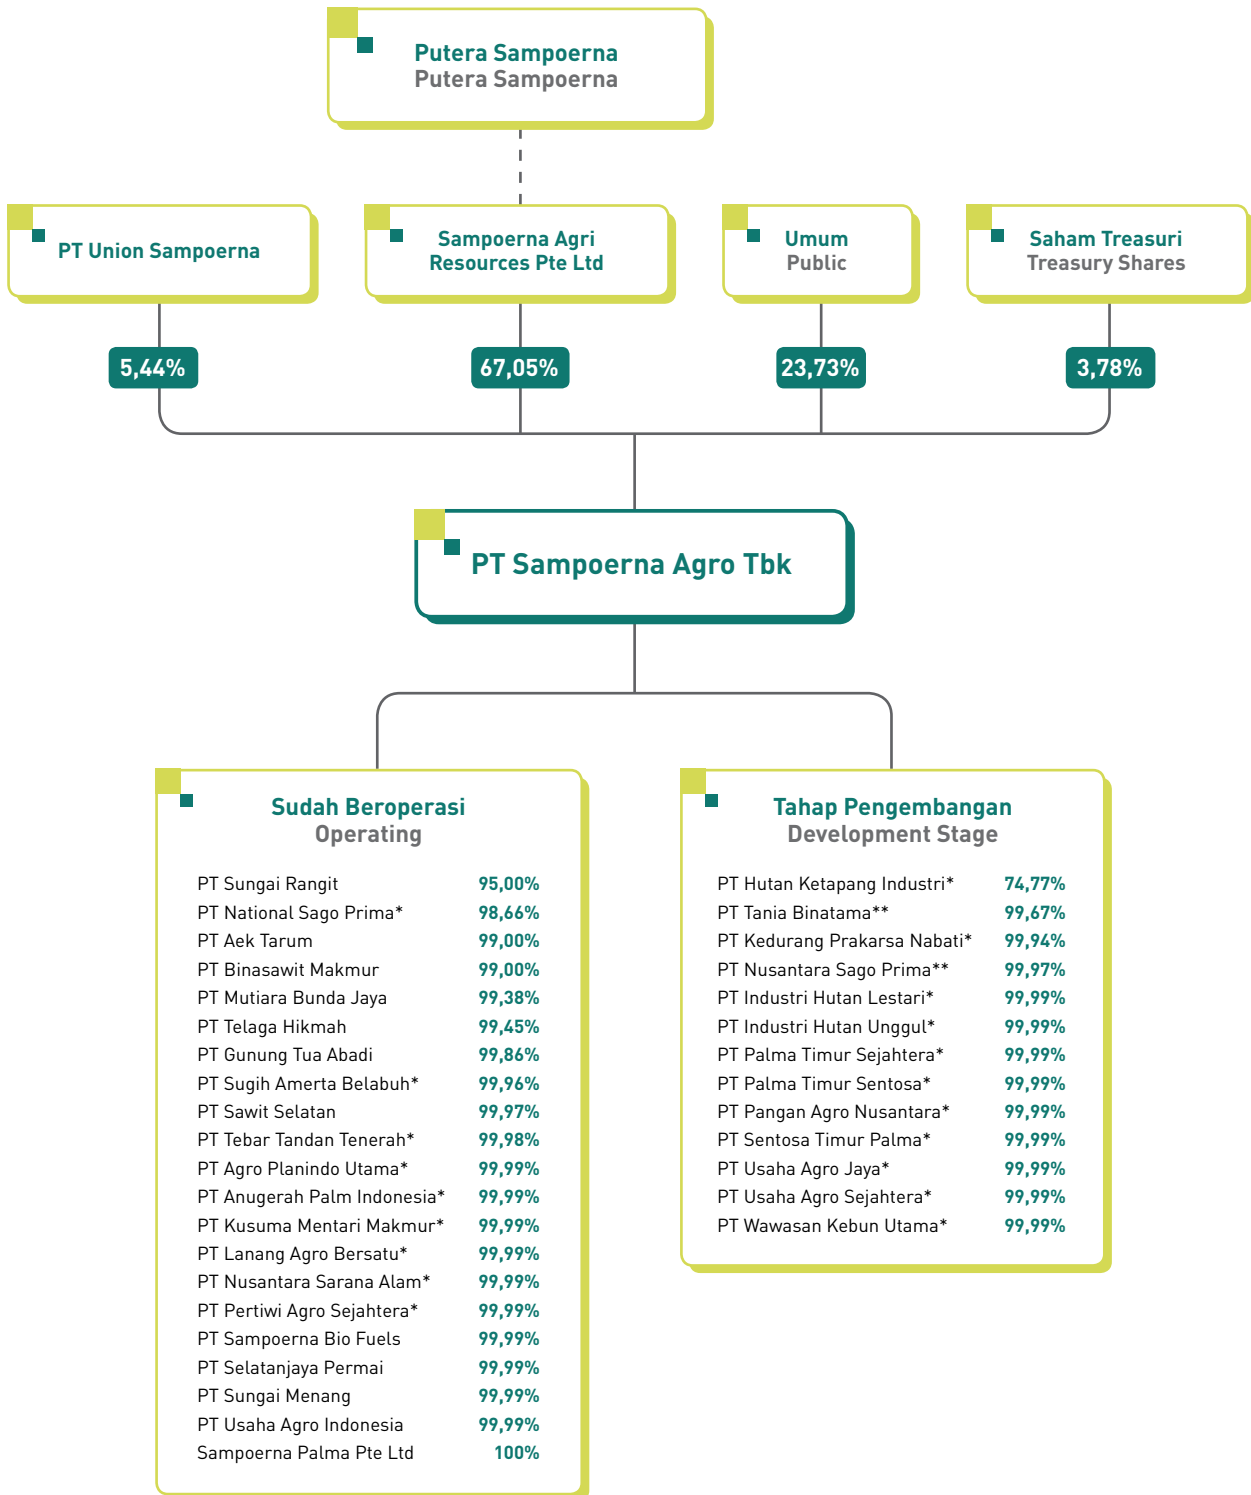 Putera Sampoerna
Putera Sampoerna
PT Union Sampoerna
Sampoerna Agri
Resources Pte Ltd
Umum
Public
Saham Treasuri
Treasury Shares
5,44%
67,05%
23,73%
3,78%
PT Sampoerna Agro Tbk
Sudah Beroperasi
Operating
PT Sungai Rangit 95,00%
PT National Sago Prima* 98,66%
PT Aek Tarum 99,00%
PT Binasawit Makmur 99,00%
PT Mutiara Bunda Jaya 99,38%
PT Telaga Hikmah 99,45%
PT Gunung Tua Abadi 99,86%
PT Sugih Amerta Belabuh* 99,96%
PT Sawit Selatan 99,97%
PT Tebar Tandan Tenerah* 99,98%
PT Agro Planindo Utama* 99,99%
PT Anugerah Palm Indonesia* 99,99%
PT Kusuma Mentari Makmur* 99,99%
PT Lanang Agro Bersatu* 99,99%
PT Nusantara Sarana Alam* 99,99%
PT Pertiwi Agro Sejahtera* 99,99%
PT Sampoerna Bio Fuels 99,99%
PT Selatanjaya Permai 99,99%
PT Sungai Menang 99,99%
PT Usaha Agro Indonesia 99,99%
Sampoerna Palma Pte Ltd 100%
Tahap Pengembangan
Development Stage
PT Hutan Ketapang Industri* 74,77%
PT Tania Binatama** 99,67%
PT Kedurang Prakarsa Nabati* 99,94%
PT Nusantara Sago Prima** 99,97%
PT Industri Hutan Lestari* 99,99%
PT Industri Hutan Unggul* 99,99%
PT Palma Timur Sejahtera* 99,99%
PT Palma Timur Sentosa* 99,99%
PT Pangan Agro Nusantara* 99,99%
PT Sentosa Timur Palma* 99,99%
PT Usaha Agro Jaya* 99,99%
PT Usaha Agro Sejahtera* 99,99%
PT Wawasan Kebun Utama* 99,99%